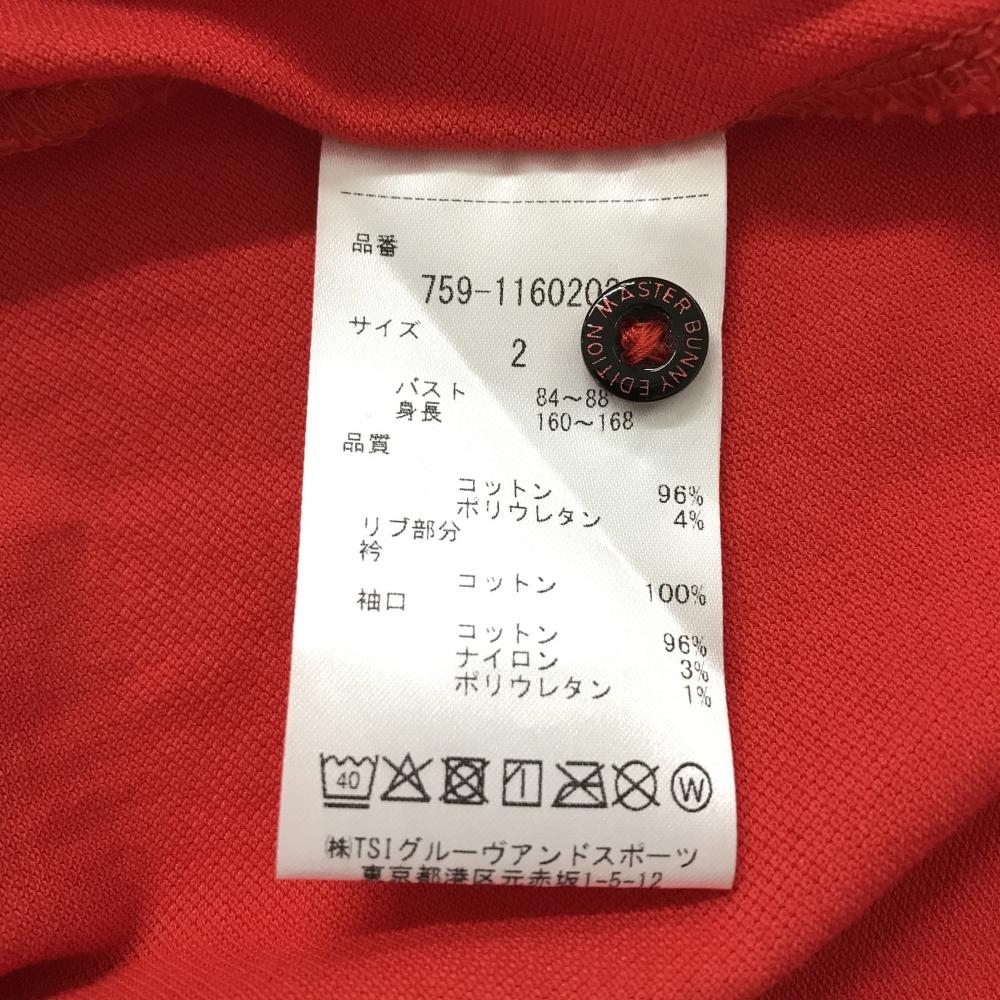 品番
759-1160202
サイズ
2
バスト 84～88
身長 160～168
品質
コットン 96%
ポリウレタン 4%
リブ部分
衿
コットン 100%
袖口
コットン 96%
ナイロン 3%
ポリウレタン 1%
40
W
㈱TSIグルーヴアンドスポーツ
東京都港区元赤坂1-5-12
MASTER BUNNY EDITION